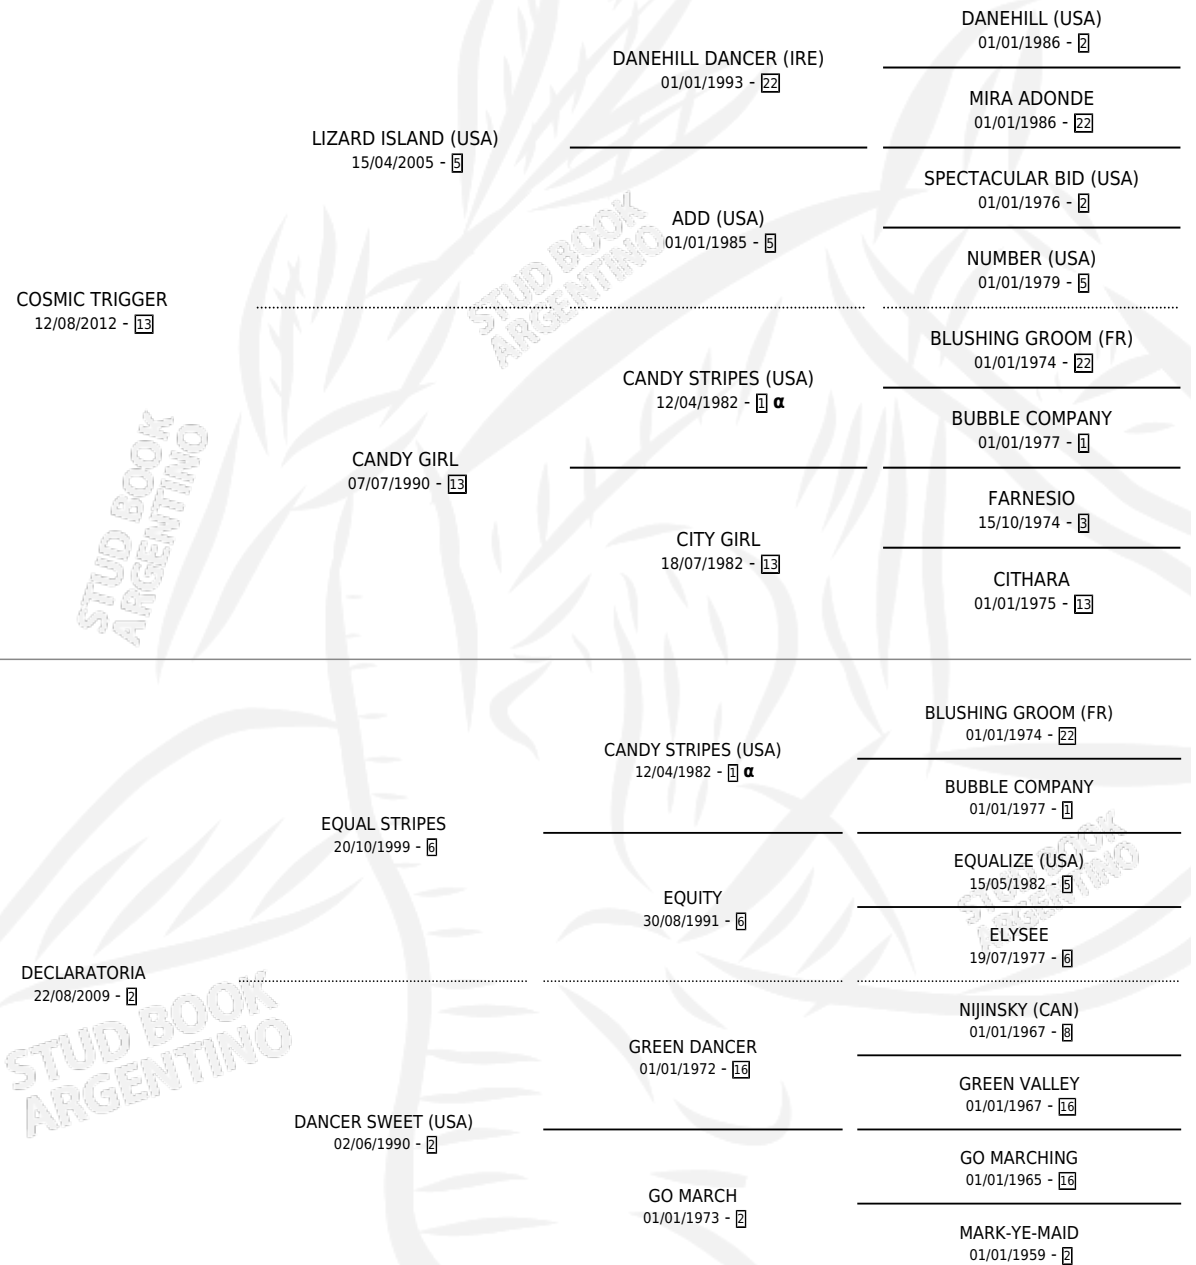 COSMIC TRIGGER
12/08/2012 - 13
LIZARD ISLAND (USA)
15/04/2005 - 5
CANDY GIRL
07/07/1990 - 13
DANEHILL DANCER (IRE)
01/01/1993 - 22
ADD (USA)
01/01/1985 - 5
CANDY STRIPES (USA)
12/04/1982 - 1 α
CITY GIRL
18/07/1982 - 13
DANEHILL (USA)
01/01/1986 - 2
MIRA ADONDE
01/01/1986 - 22
SPECTACULAR BID (USA)
01/01/1976 - 2
NUMBER (USA)
01/01/1979 - 5
BLUSHING GROOM (FR)
01/01/1974 - 22
BUBBLE COMPANY
01/01/1977 - 1
FARNESIO
15/10/1974 - 3
CITHARA
01/01/1975 - 13
STUD BOOK
ARGENTINO
STUD BOOK
ARGENTINO
DECLARATORIA
22/08/2009 - 2
EQUAL STRIPES
20/10/1999 - 6
DANCER SWEET (USA)
02/06/1990 - 2
CANDY STRIPES (USA)
12/04/1982 - 1 α
EQUITY
30/08/1991 - 6
GREEN DANCER
01/01/1972 - 16
GO MARCH
01/01/1973 - 2
BLUSHING GROOM (FR)
01/01/1974 - 22
BUBBLE COMPANY
01/01/1977 - 1
EQUALIZE (USA)
15/05/1982 - 5
ELYSEE
19/07/1977 - 6
NIJINSKY (CAN)
01/01/1967 - 8
GREEN VALLEY
01/01/1967 - 16
GO MARCHING
01/01/1965 - 16
MARK-YE-MAID
01/01/1959 - 2
STUD BOOK
ARGENTINO
STUD BOOK
ARGENTINO